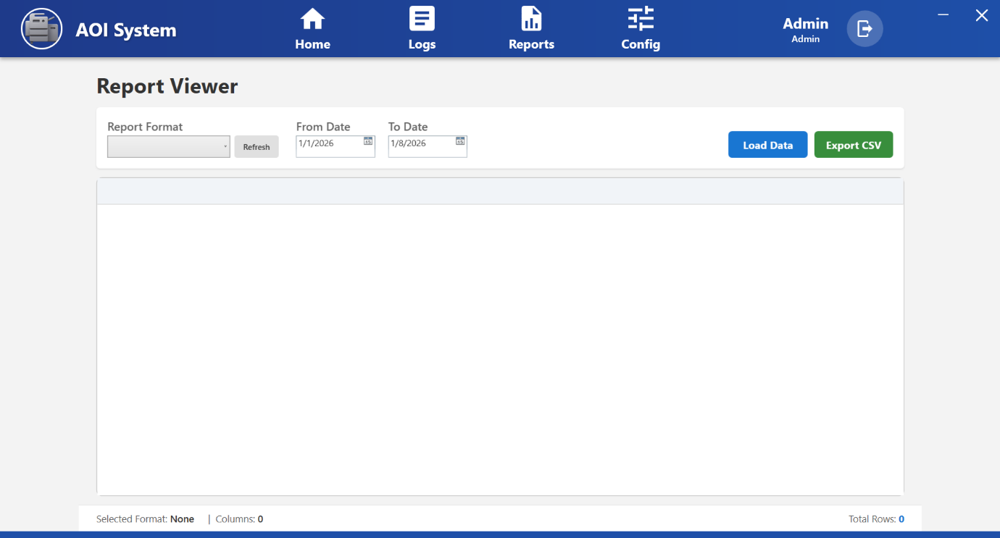 AOI System
Home
Logs
Reports
Config
Admin
Admin
Report Viewer
Report Format
From Date
To Date
Refresh
1/1/2026
15
1/8/2026
15
Load Data
Export CSV
Selected Format: None | Columns: 0
Total Rows: 0